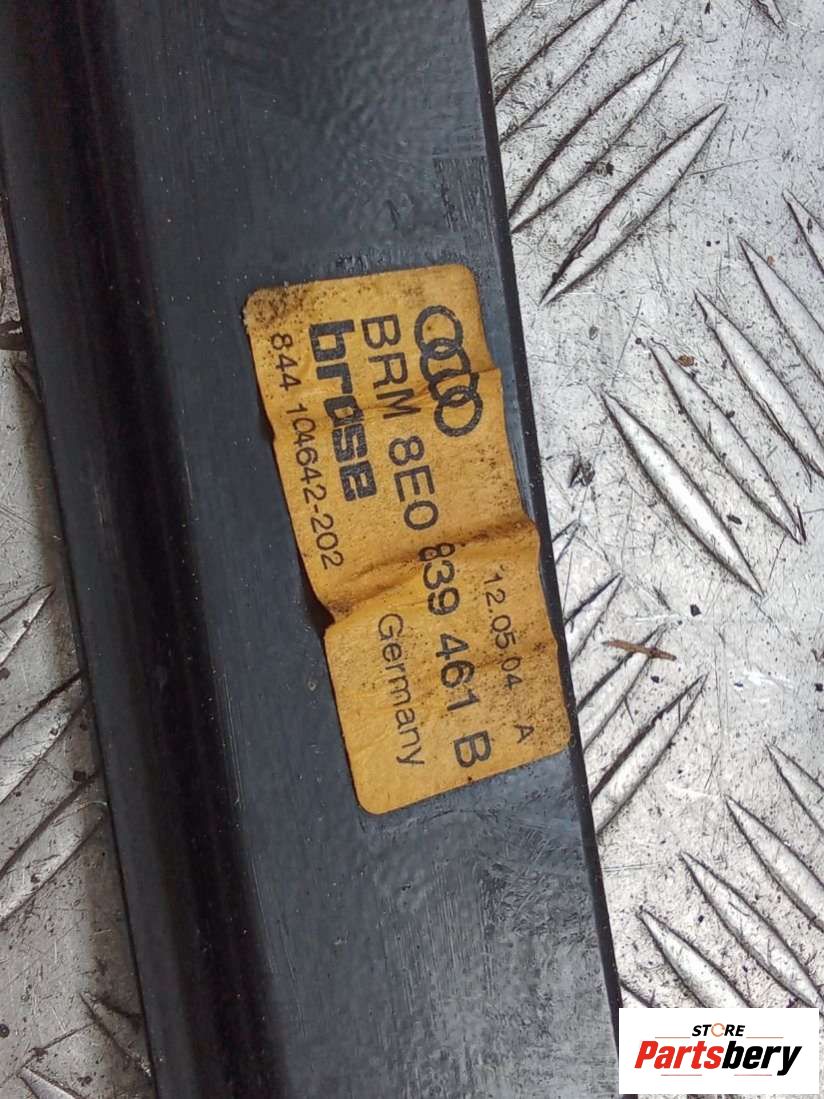 12.05.04 A
BRM 8E0 839 461 B
brose Germany
844 104642-202
STORE
Partsbery